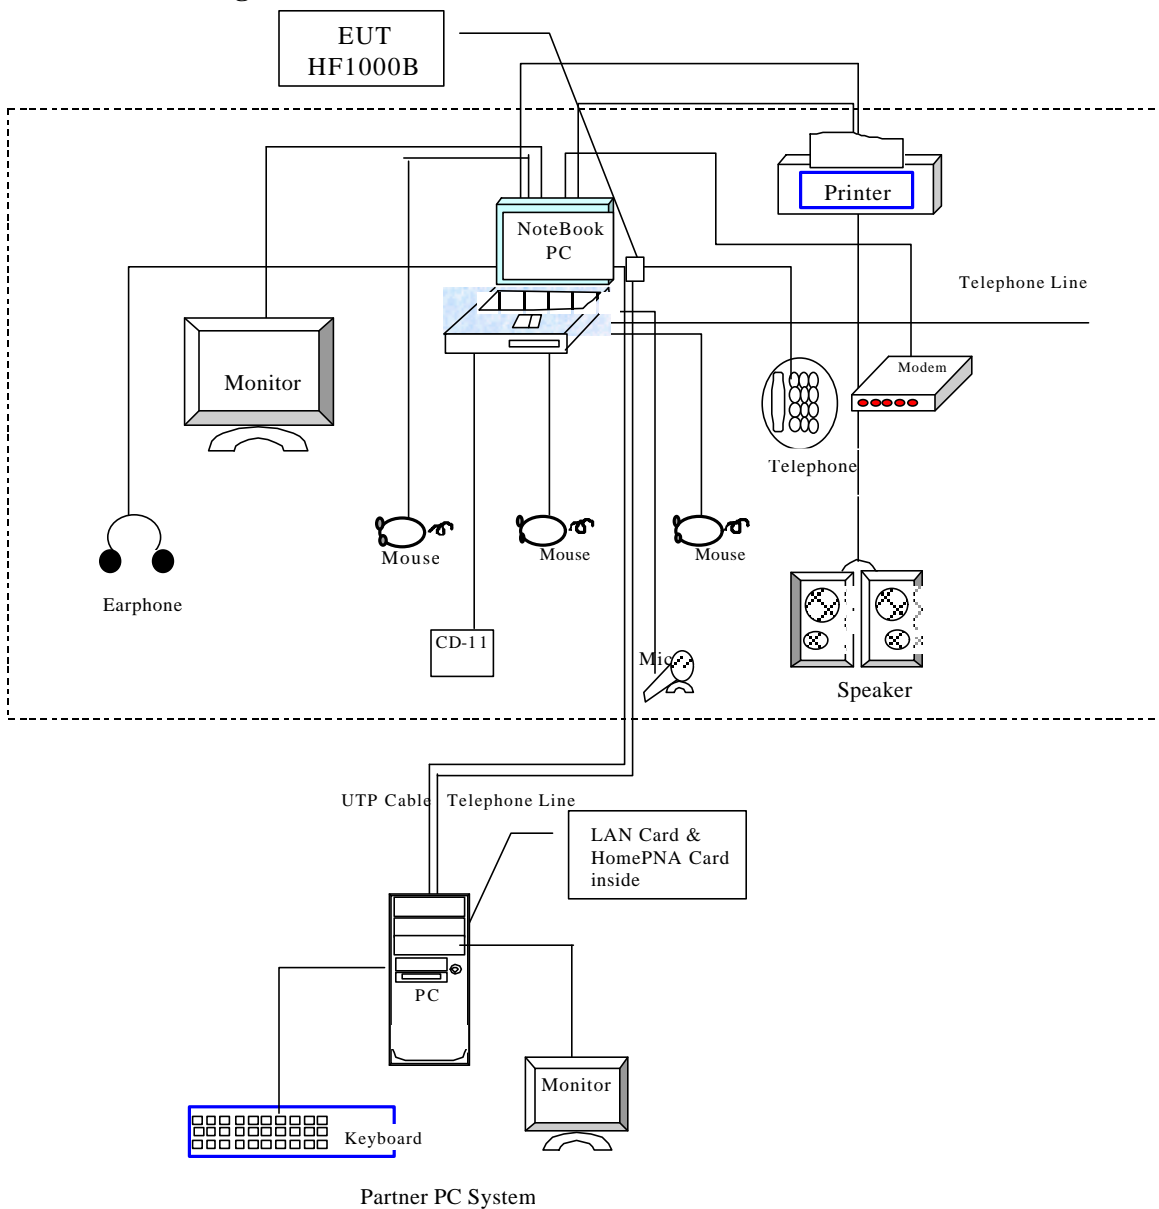 EUT
HF1000B
Printer
NoteBook
PC
Telephone Line
Monitor
Modem
Telephone
Mouse
Mouse
Mouse
Earphone
CD-11
Mic
Speaker
UTP Cable
Telephone Line
LAN Card &
HomePNA Card
inside
PC
Monitor
Keyboard
Partner PC System